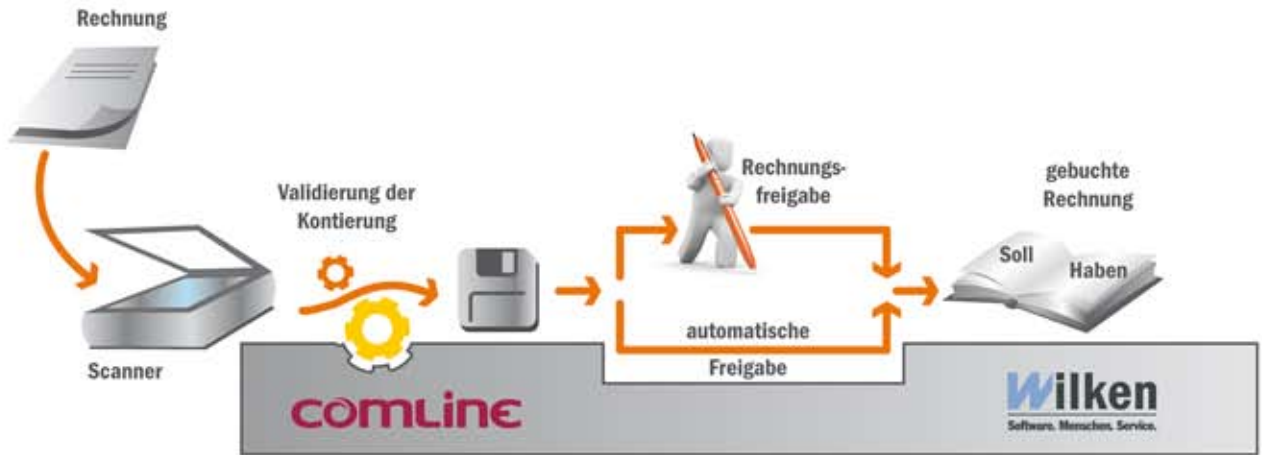 Rechnung
Validierung der
Kontierung
Scanner
Rechnungs-
freigabe
automatische
Freigabe
gebuchte
Rechnung
Soll
Haben
comline
Wilken
Software. Menschen. Service.